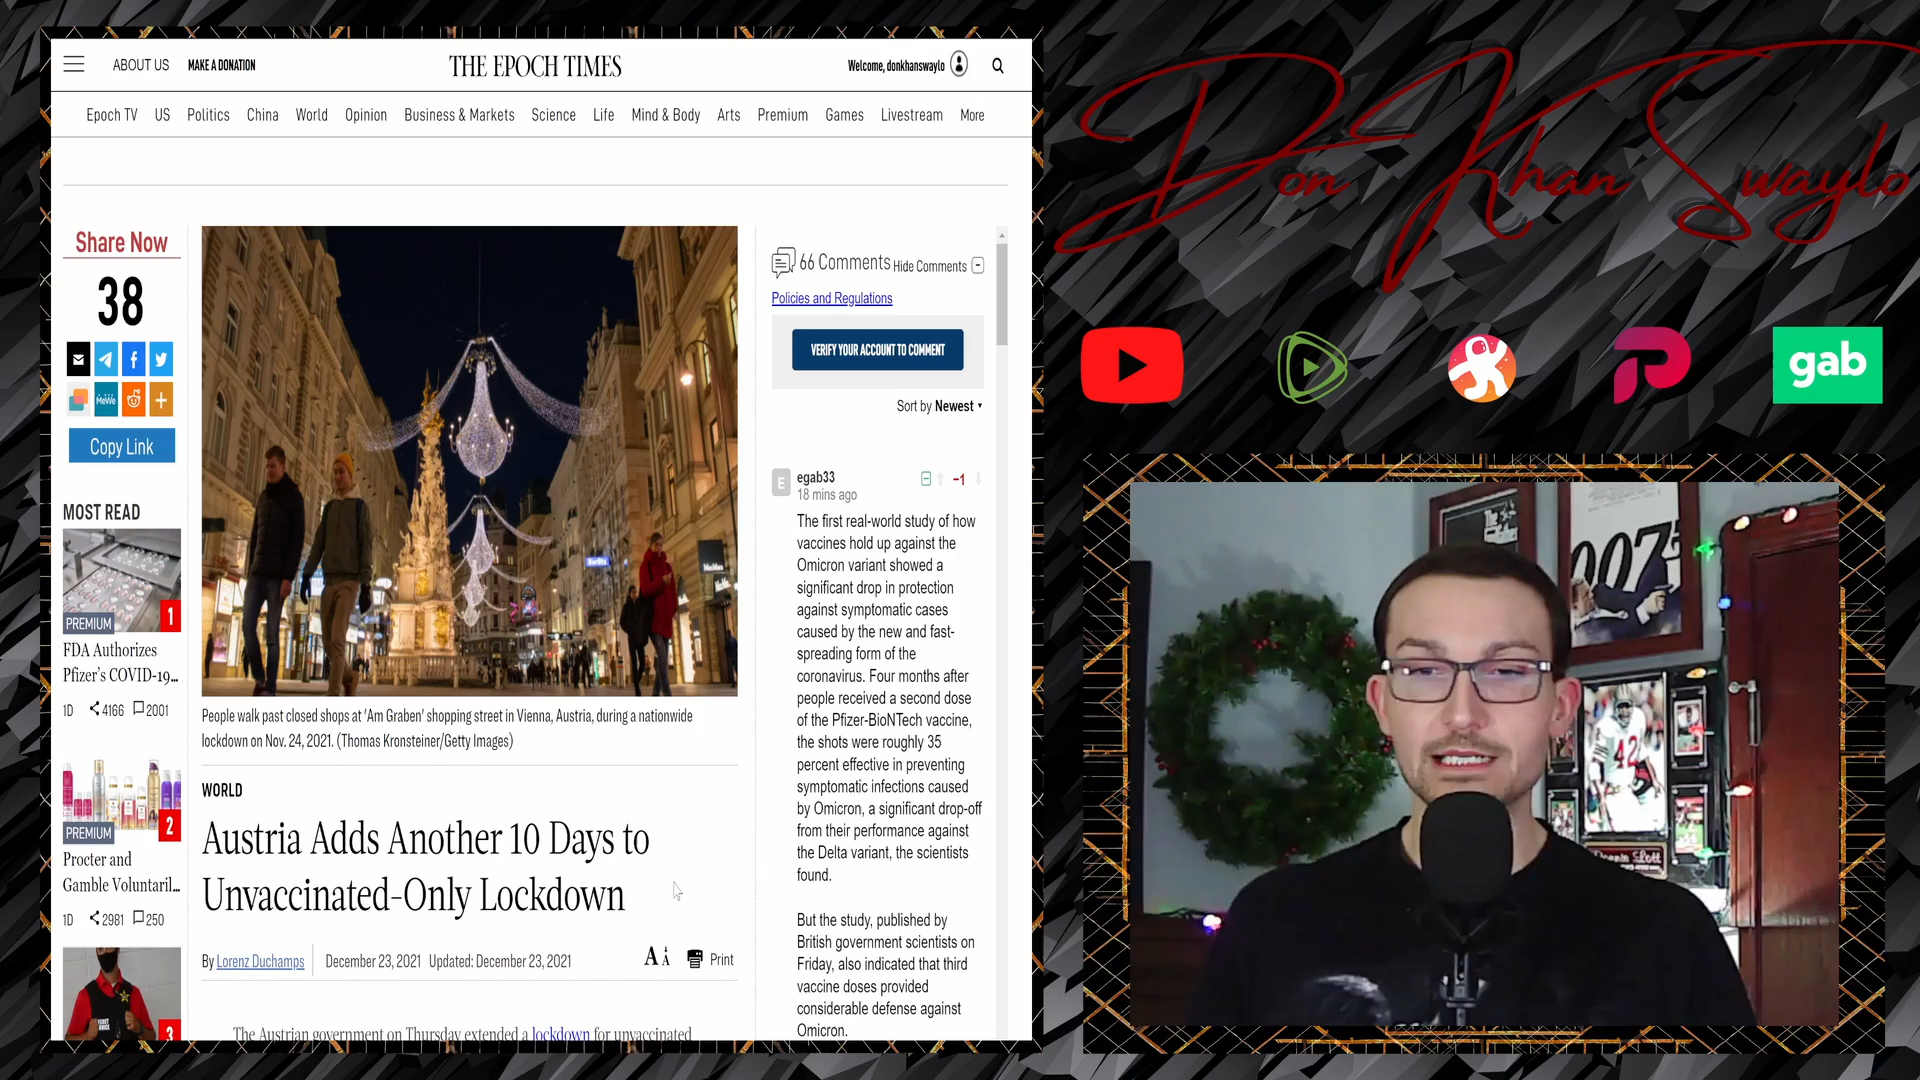 ABOUT US
MAKE A DONATION
THE EPOCH TIMES
Welcome, donkhanswaylo
Epoch TV US Politics China World Opinion Business & Markets Science Life Mind & Body Arts Premium Games Livestream More
Share Now
38
MeWe
Copy Link
MOST READ
PREMIUM
1
FDA Authorizes
Pfizer's COVID-19...
1D 4166 2001
PREMIUM
2
Procter and
Gamble Voluntaril...
1D 2981 250
3
People walk past closed shops at 'Am Graben' shopping street in Vienna, Austria, during a nationwide
lockdown on Nov. 24, 2021. (Thomas Kronsteiner/Getty Images)
WORLD
Austria Adds Another 10 Days to
Unvaccinated-Only Lockdown
By Lorenz Duchamps
December 23, 2021 Updated: December 23, 2021
AA Print
The Austrian government on Thursday extended a lockdown for unvaccinated
66 Comments Hide Comments
Policies and Regulations
VERIFY YOUR ACCOUNT TO COMMENT
Sort by Newest
E
egab33
-1
18 mins ago
The first real-world study of how
vaccines hold up against the
Omicron variant showed a
significant drop in protection
against symptomatic cases
caused by the new and fast-
spreading form of the
coronavirus. Four months after
people received a second dose
of the Pfizer-BioNTech vaccine,
the shots were roughly 35
percent effective in preventing
symptomatic infections caused
by Omicron, a significant drop-off
from their performance against
the Delta variant, the scientists
found.
But the study, published by
British government scientists on
Friday, also indicated that third
vaccine doses provided
considerable defense against
Omicron.
Don Khan Swaylo
gab
007
42